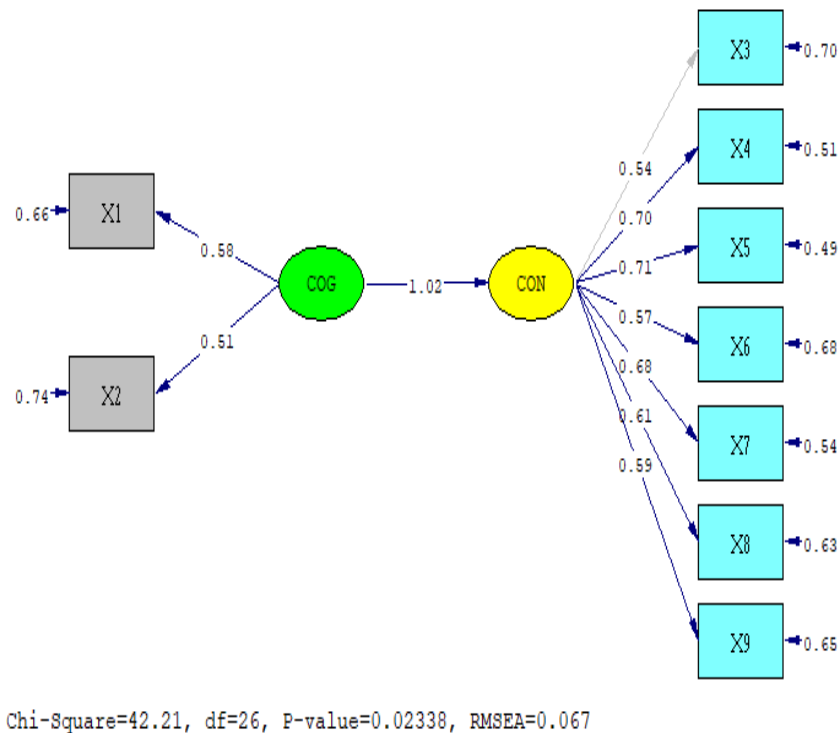 X3
0.70
X4
0.51
0.54
0.66
X1
0.70
0.58
X5
0.49
0.71
COG
1.02
CON
0.57
0.51
X6
0.68
0.68
0.74
X2
0.61
X7
0.54
0.59
X8
0.63
X9
0.65
Chi-Square=42.21, df=26, P-value=0.02338, RMSEA=0.067